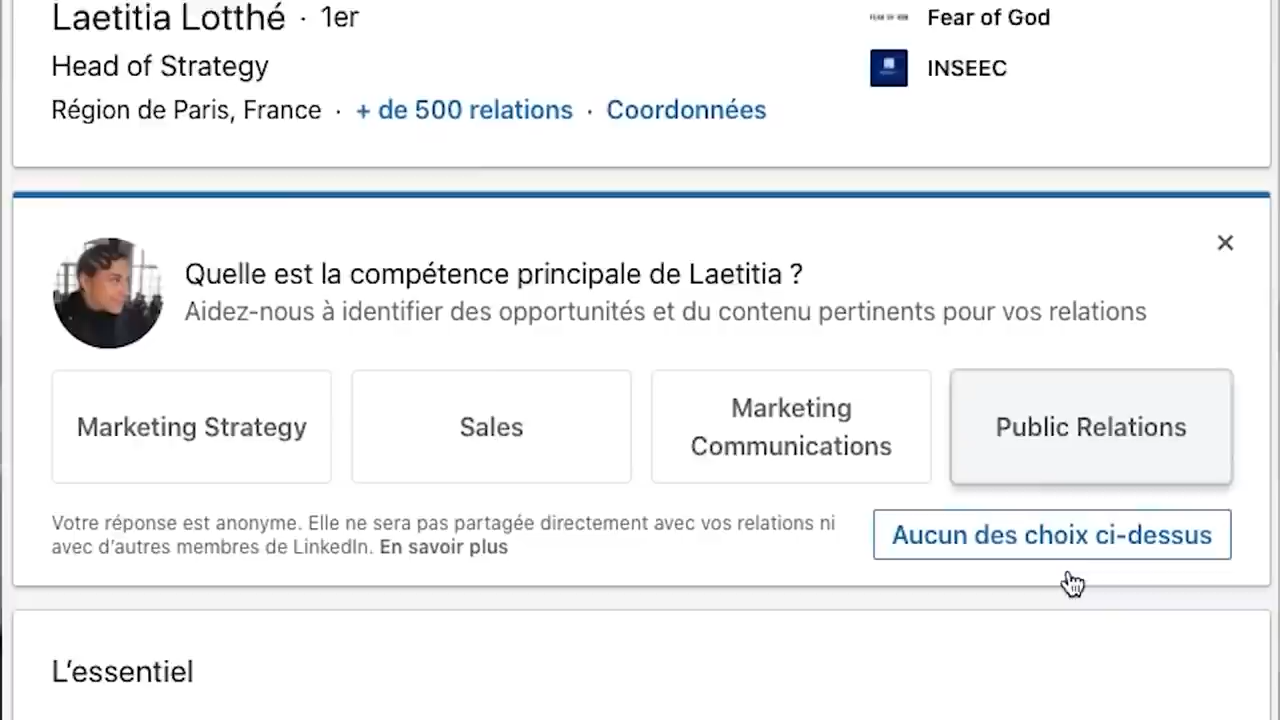 Laetitia Lotthé · 1er
Fear of God
Head of Strategy
INSEEC
Région de Paris, France · + de 500 relations · Coordonnées
Quelle est la compétence principale de Laetitia ?
Aidez-nous à identifier des opportunités et du contenu pertinents pour vos relations
Marketing Strategy
Sales
Marketing
Communications
Public Relations
Votre réponse est anonyme. Elle ne sera pas partagée directement avec vos relations ni
avec d’autres membres de LinkedIn. En savoir plus
Aucun des choix ci-dessus
L’essentiel